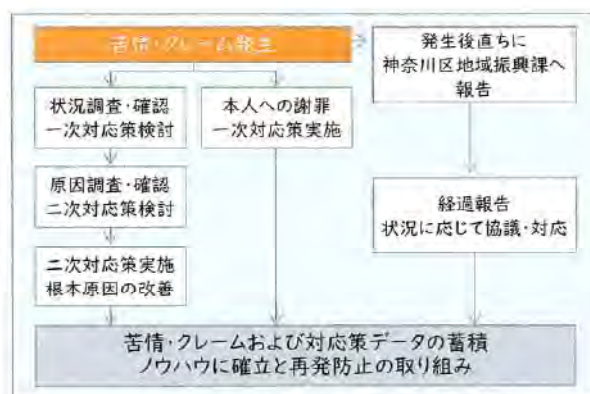 苦情・クレーム発生
発生後直ちに
神奈川区地域振興課へ
報告
状況調査・確認
一次対応策検討
本人への謝罪
一次対応策実施
原因調査・確認
二次対応策検討
経過報告
状況に応じて協議・対応
二次対応策実施
根本原因の改善
苦情・クレームおよび対応策データの蓄積
ノウハウに確立と再発防止の取り組み